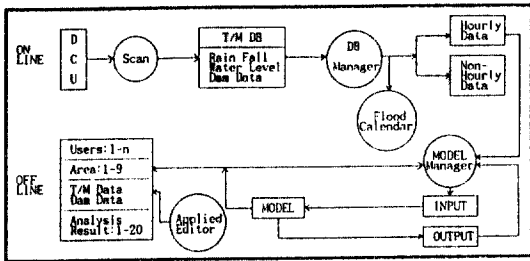 ON
LINE
D
C
U
Scan
T/M DB
Rain Fall
Water Level
Dam Data
DB
Manager
Hourly
Data
Non-
Hourly
Data
Flood
Calendar
OFF
LINE
Users:1-n
Area:1-9
T/M Data
Dam Data
Analysis
Result:1-20
Applied
Editor
MODEL
MODEL
Manager
INPUT
OUTPUT